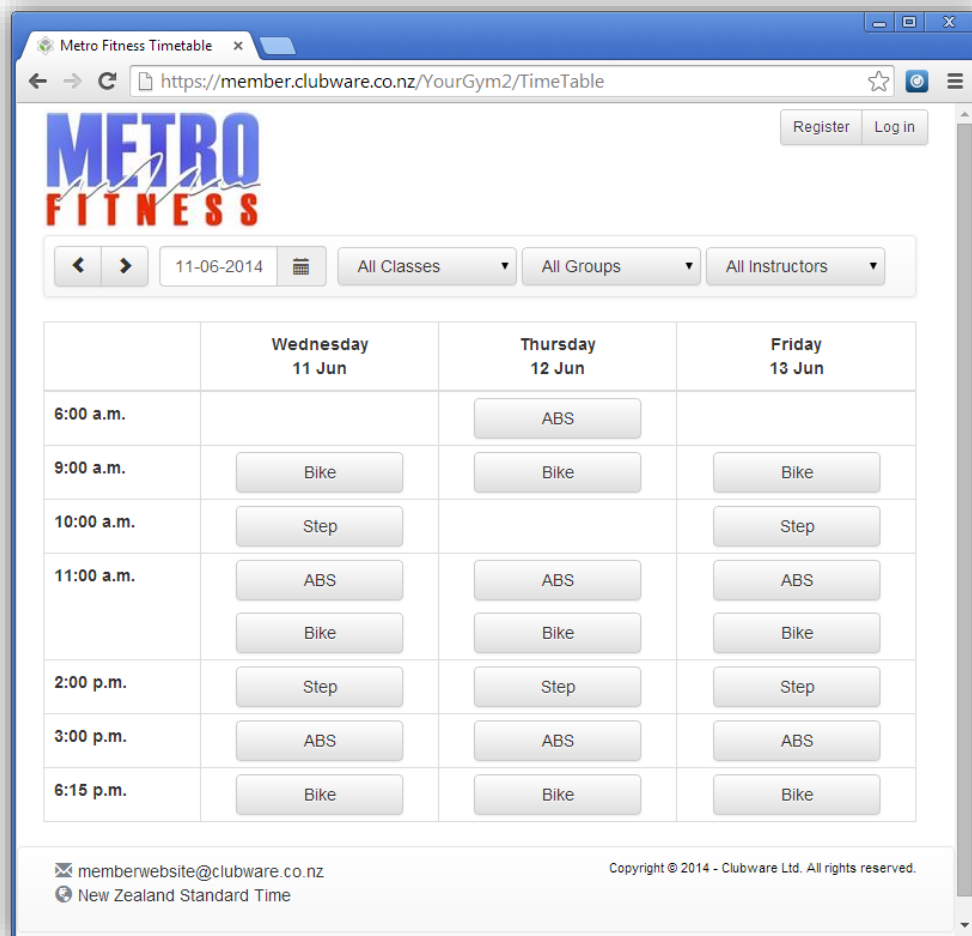 Metro Fitness Timetable
https://member.clubware.co.nz/YourGym2/TimeTable
METRO
FITNESS
Register Log in
11-06-2014 All Classes All Groups All Instructors
Wednesday Thursday Friday
11 Jun 12 Jun 13 Jun
6:00 a.m. ABS
9:00 a.m. Bike Bike Bike
10:00 a.m. Step Step
11:00 a.m. ABS ABS ABS
Bike Bike Bike
2:00 p.m. Step Step Step
3:00 p.m. ABS ABS ABS
6:15 p.m. Bike Bike Bike
memberwebsite@clubware.co.nz Copyright © 2014 - Clubware Ltd. All rights reserved.
New Zealand Standard Time